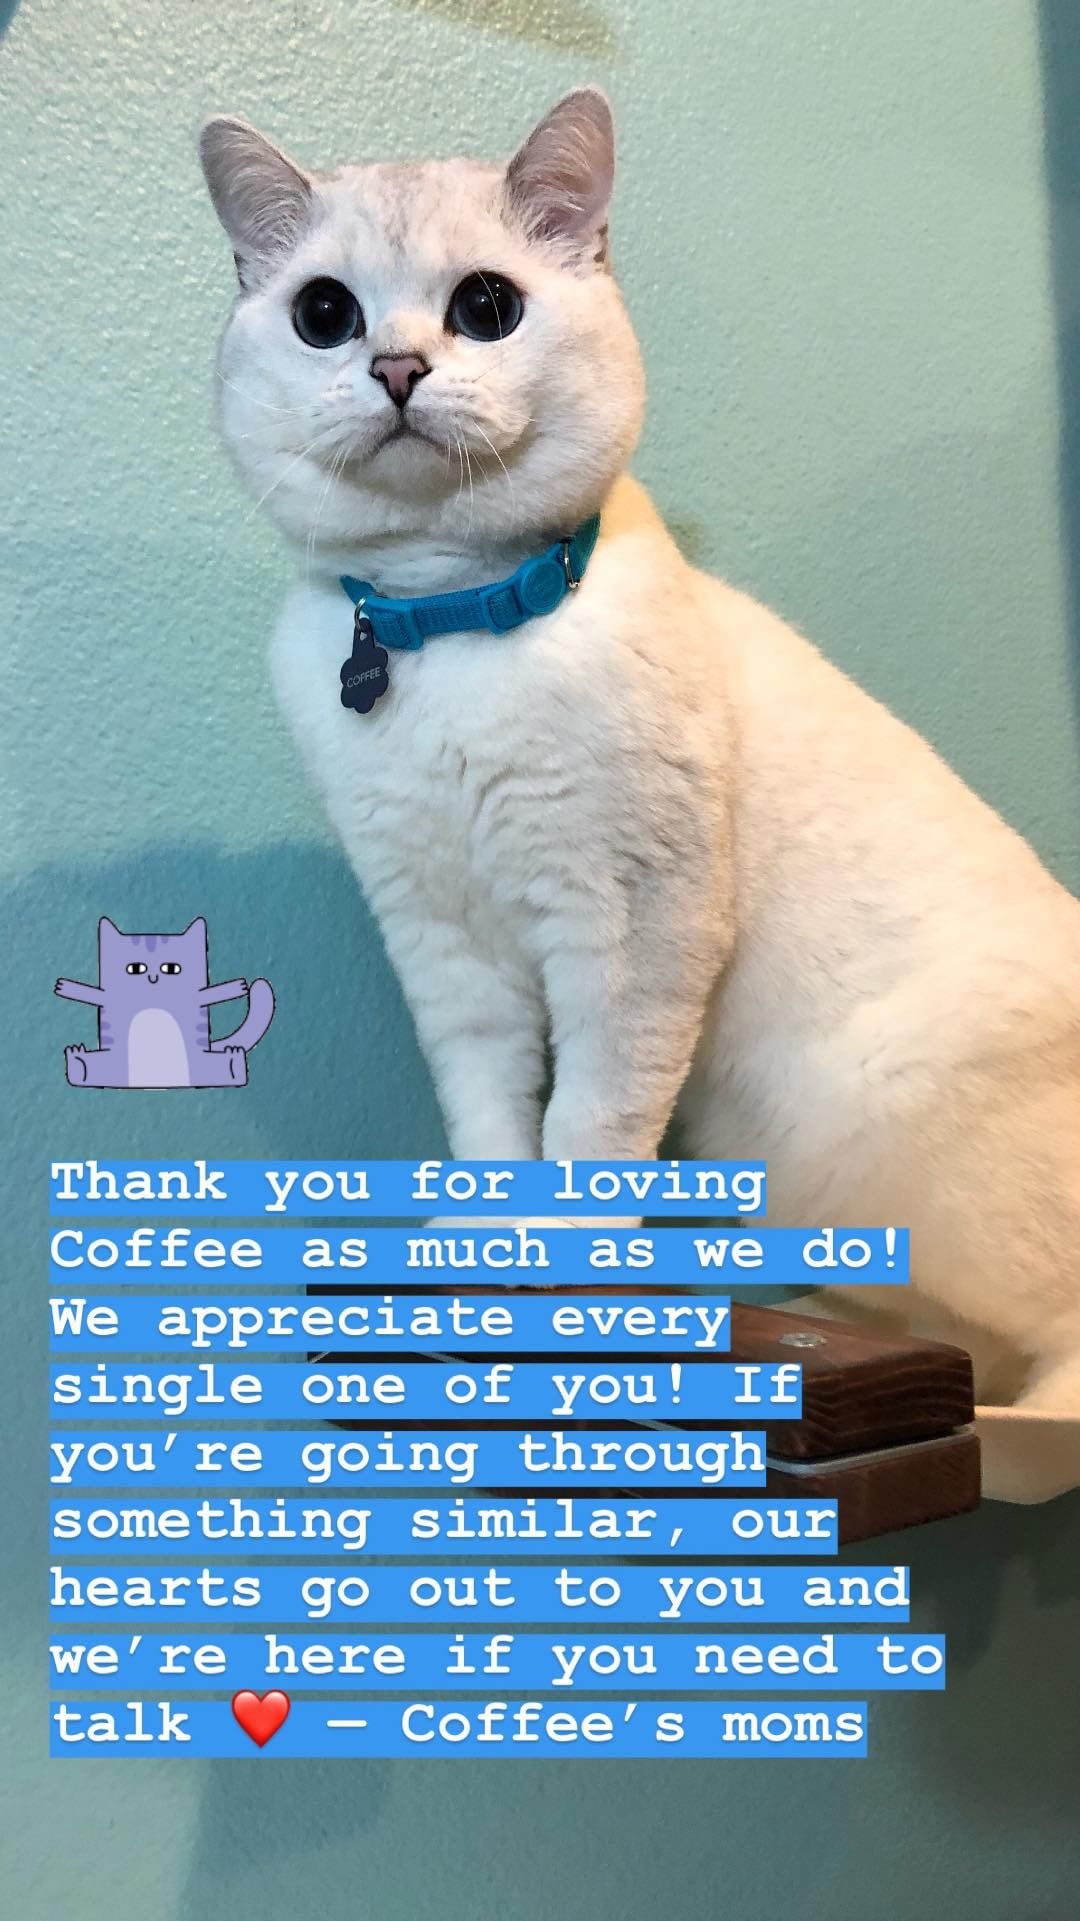 COFFEE
Thank you for loving
Coffee as much as we do!
We appreciate every
single one of you! If
you’re going through
something similar, our
hearts go out to you and
we’re here if you need to
talk ❤️ — Coffee’s moms